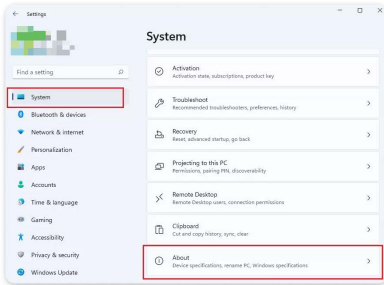 Settings
System
Find a setting
System
Bluetooth & devices
Network & internet
Personalization
Apps
Accounts
Time & language
Gaming
Accessibility
Privacy & security
Windows Update
Activation
Activation state, subscriptions, product key
Troubleshoot
Recommended troubleshooters, preferences, history
Recovery
Reset, advanced startup, go back
Projecting to this PC
Permissions, pairing PIN, discoverability
Remote Desktop
Remote Desktop users, connection permissions
Clipboard
Cut and copy history, sync, clear
About
Device specifications, rename PC, Windows specifications